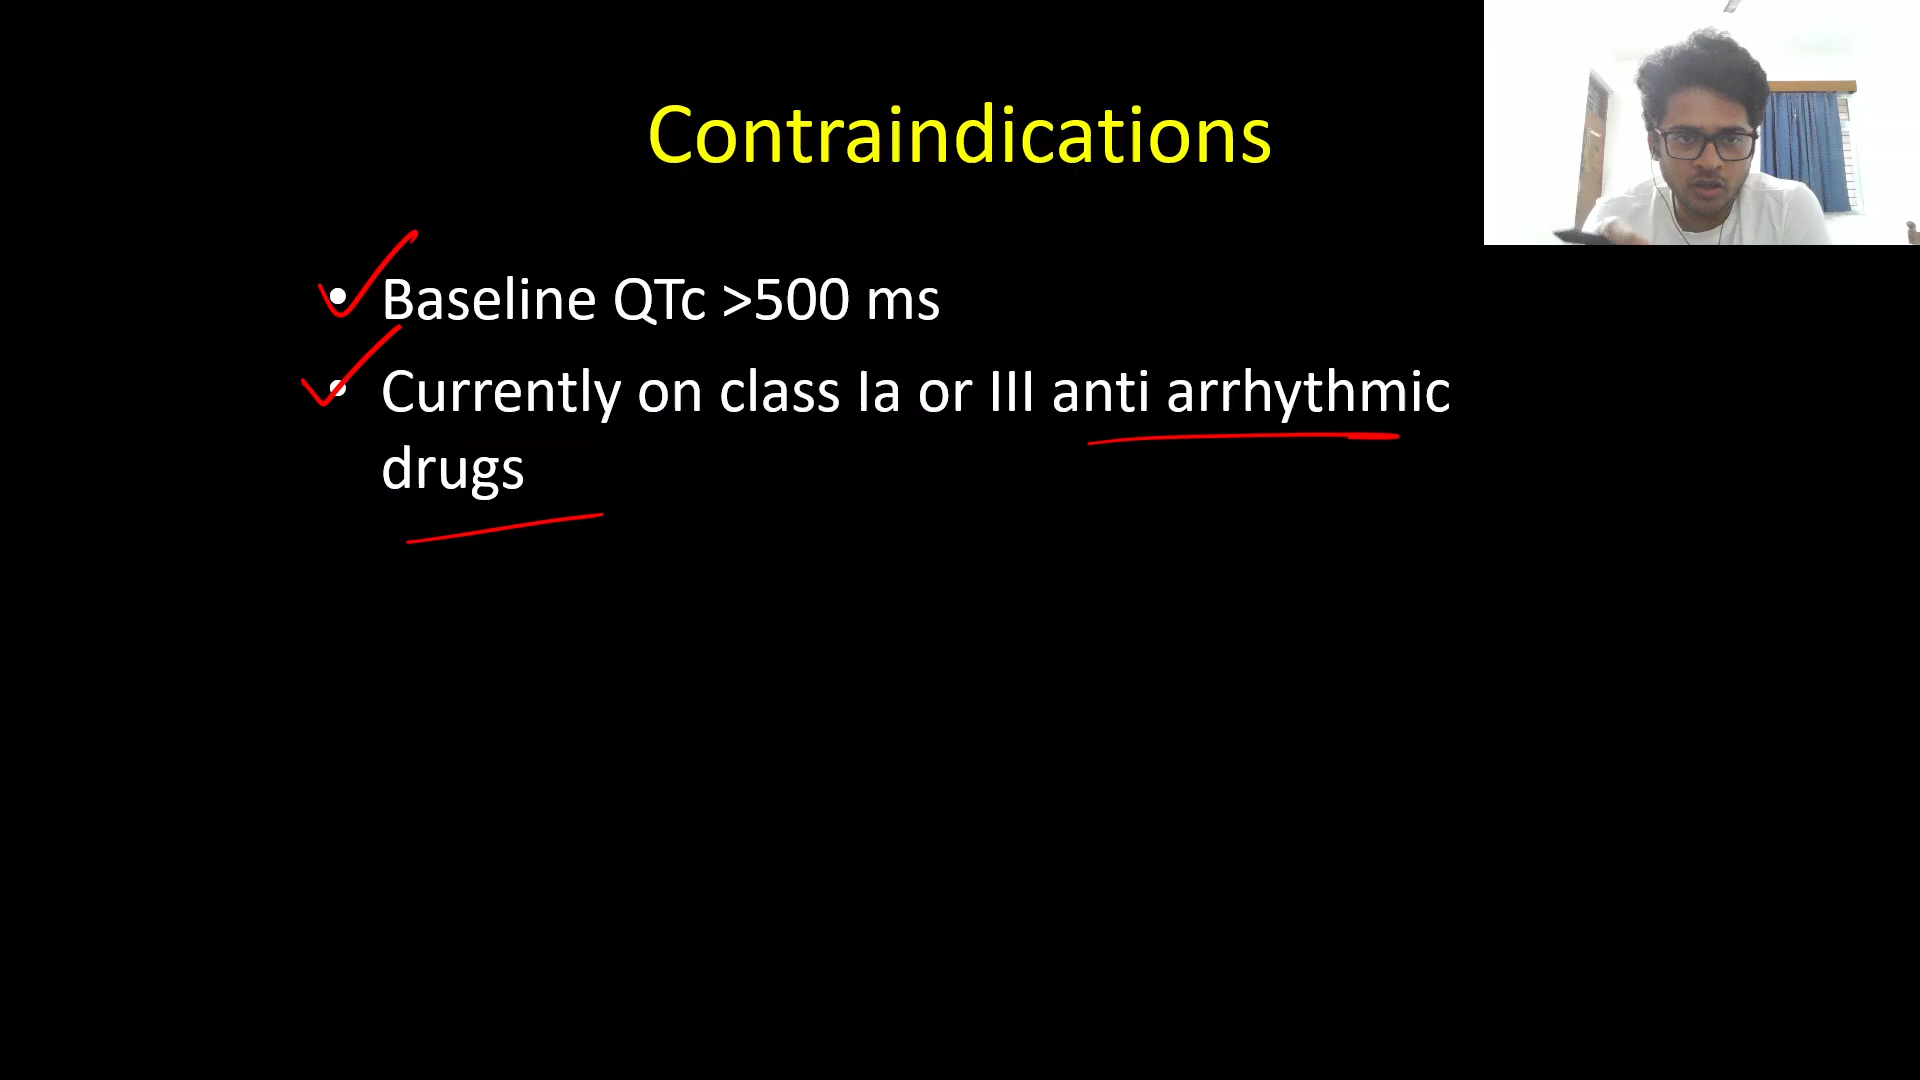 Contraindications
• Baseline QTc >500 ms
• Currently on class Ia or III anti arrhythmic
drugs